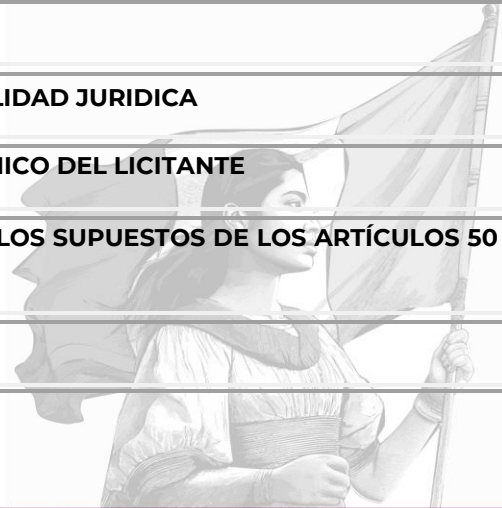 LIDAD JURIDICA
NICO DEL LICITANTE
LOS SUPUESTOS DE LOS ARTÍCULOS 50